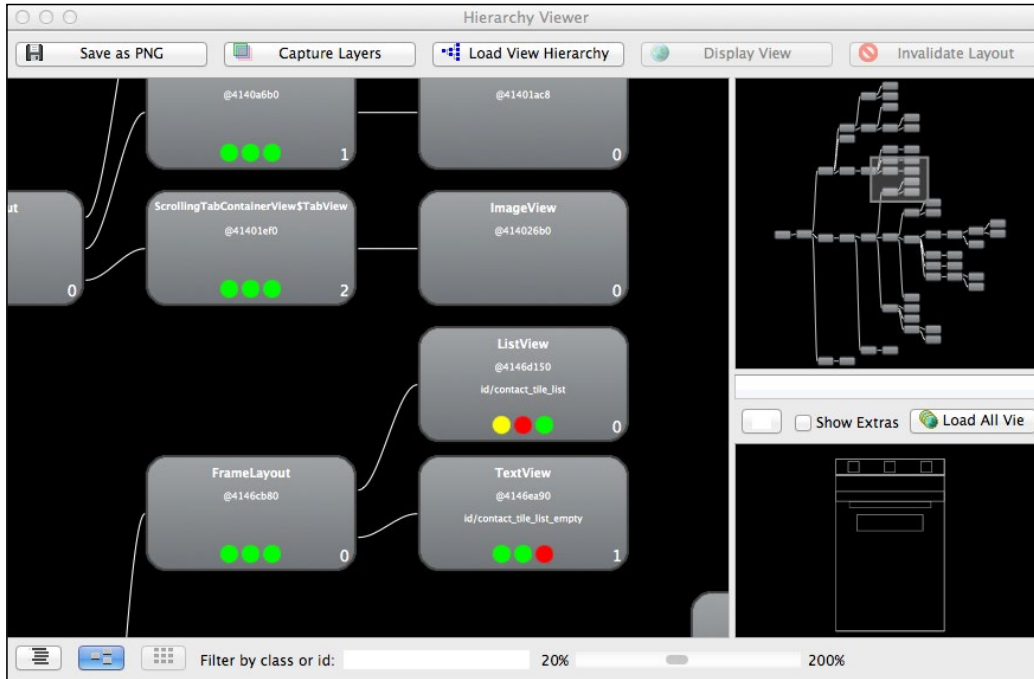 Hierarchy Viewer
Save as PNG
Capture Layers
Load View Hierarchy
Display View
Invalidate Layout
@4140a6b0
1
@41401ac8
0
ut
0
ScrollingTabContainerView$TabView
@41401ef0
2
ImageView
@414026b0
0
ListView
@4146d150
id/contact_tile_list
0
FrameLayout
@4146cb80
0
TextView
@4146ea90
id/contact_tile_list_empty
1
Show Extras
Load All Vie
Filter by class or id:
20%
200%